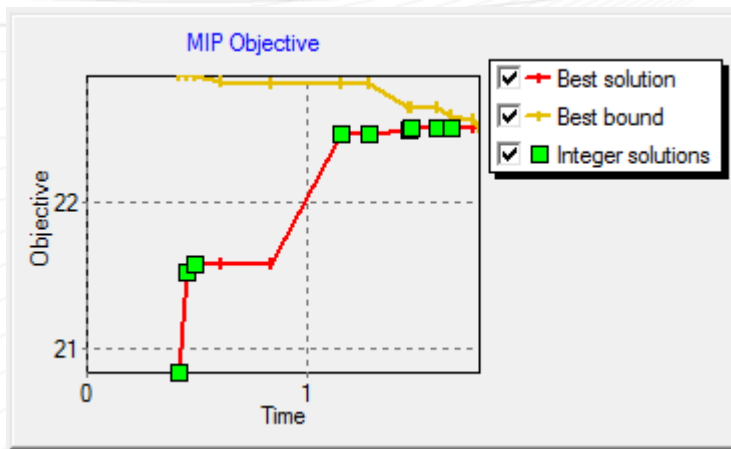 MIP Objective
Best solution
Best bound
Integer solutions
Objective
22
21
0
1
Time